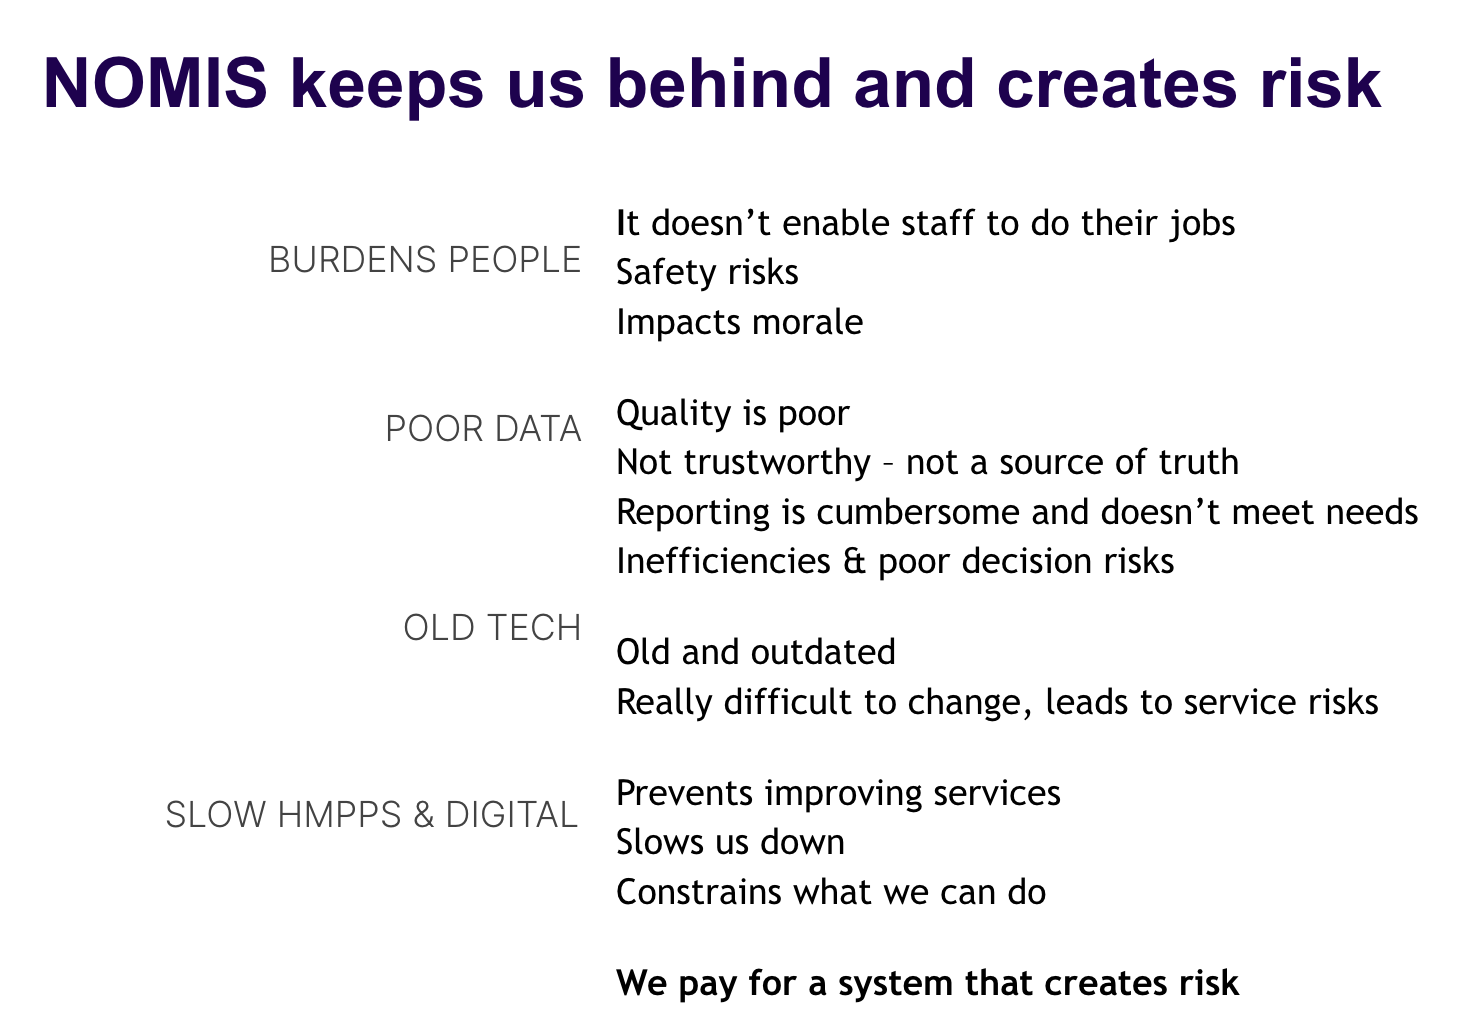 NOMIS keeps us behind and creates risk
BURDENS PEOPLE
It doesn’t enable staff to do their jobs
Safety risks
Impacts morale
POOR DATA
Quality is poor
Not trustworthy – not a source of truth
Reporting is cumbersome and doesn’t meet needs
Inefficiencies & poor decision risks
OLD TECH
Old and outdated
Really difficult to change, leads to service risks
SLOW HMPPS & DIGITAL
Prevents improving services
Slows us down
Constrains what we can do
We pay for a system that creates risk